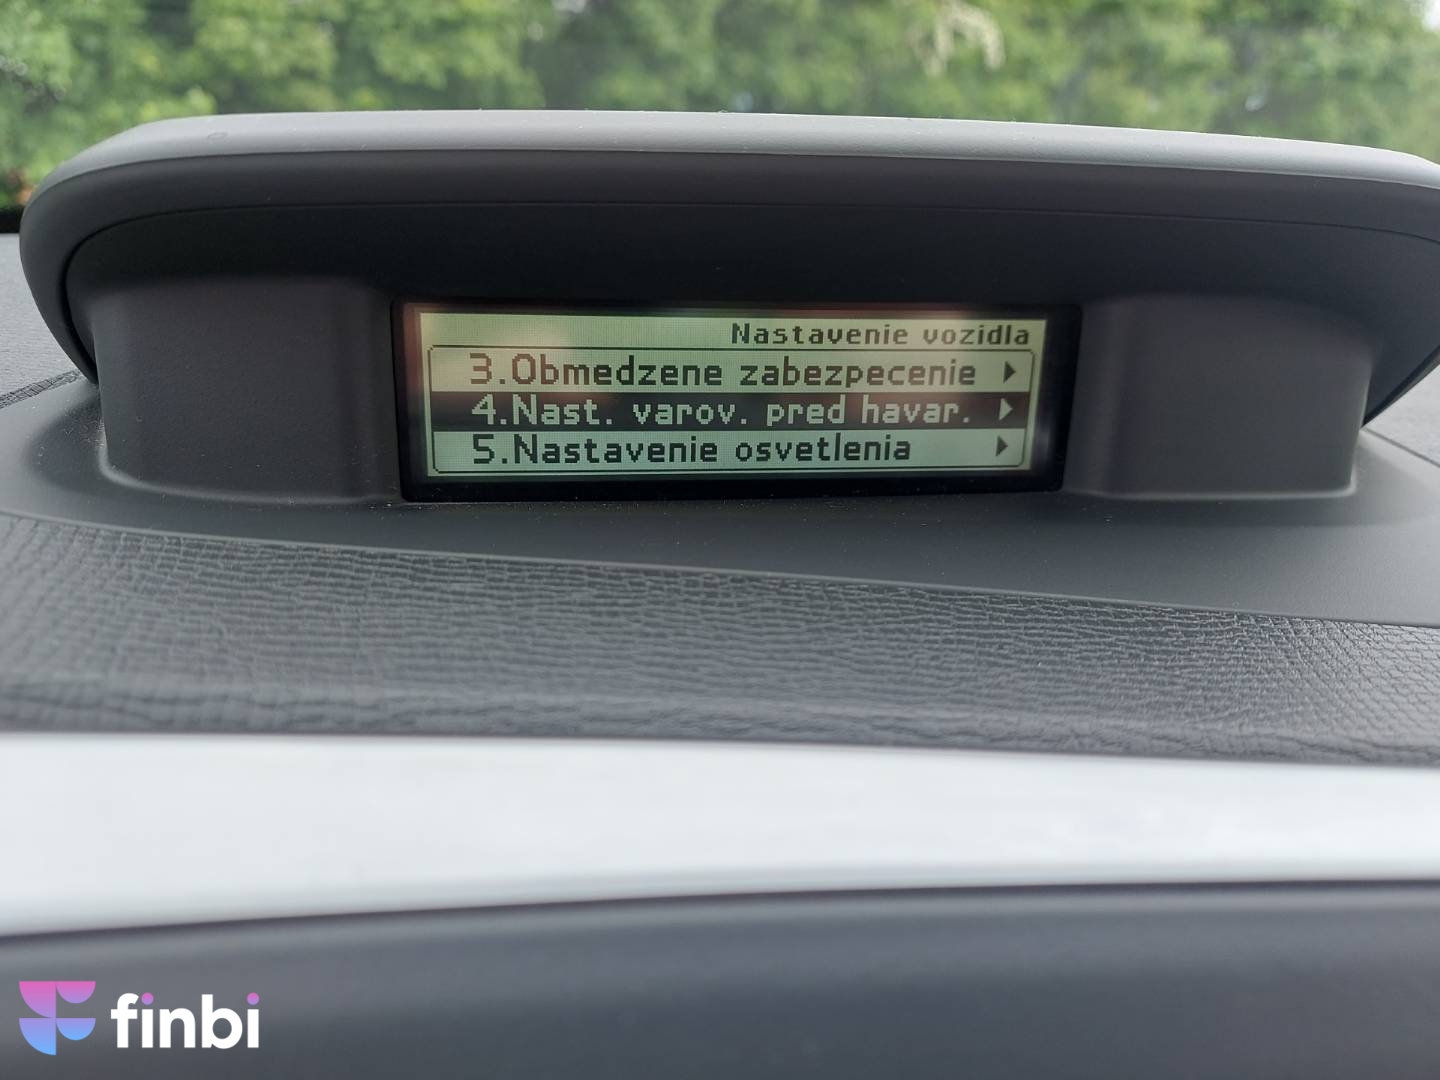 Nastavenie vozidla
3.Obmedzene zabezpecenie
4.Nast. varov. pred havar.
5.Nastavenie osvetlenia
finbi